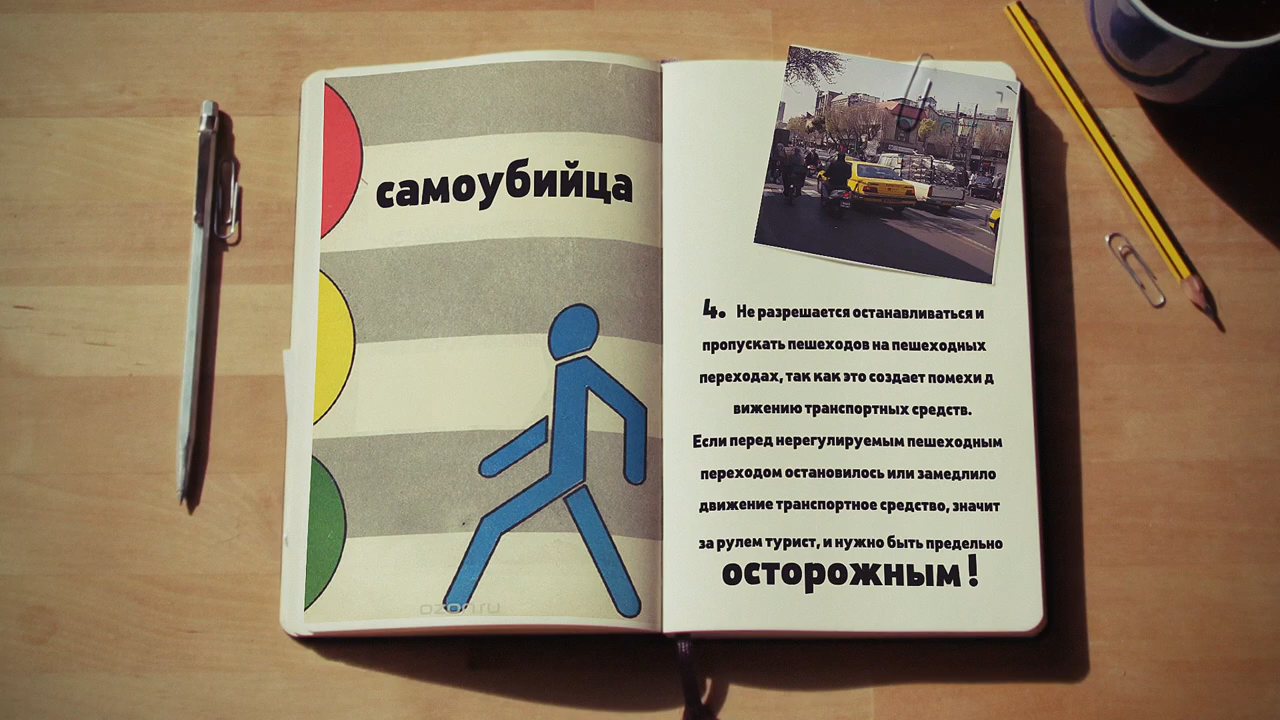 самоубийца
ozon.ru
4. Не разрешается останавливаться и
пропускать пешеходов на пешеходных
переходах, так как это создает помехи д
вижению транспортных средств.
Если перед нерегулируемым пешеходным
переходом остановилось или замедлило
движение транспортное средство, значит
за рулем турист, и нужно быть предельно
осторожным!